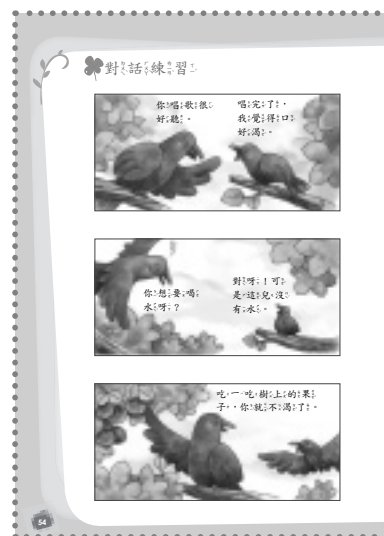 對話練習
你唱歌很
好聽。
唱完了，
我覺得口
好渴。
你想要喝
水呀？
對呀！可
是這兒沒
有水。
吃一吃樹上的果
子，你就不渴了。
54